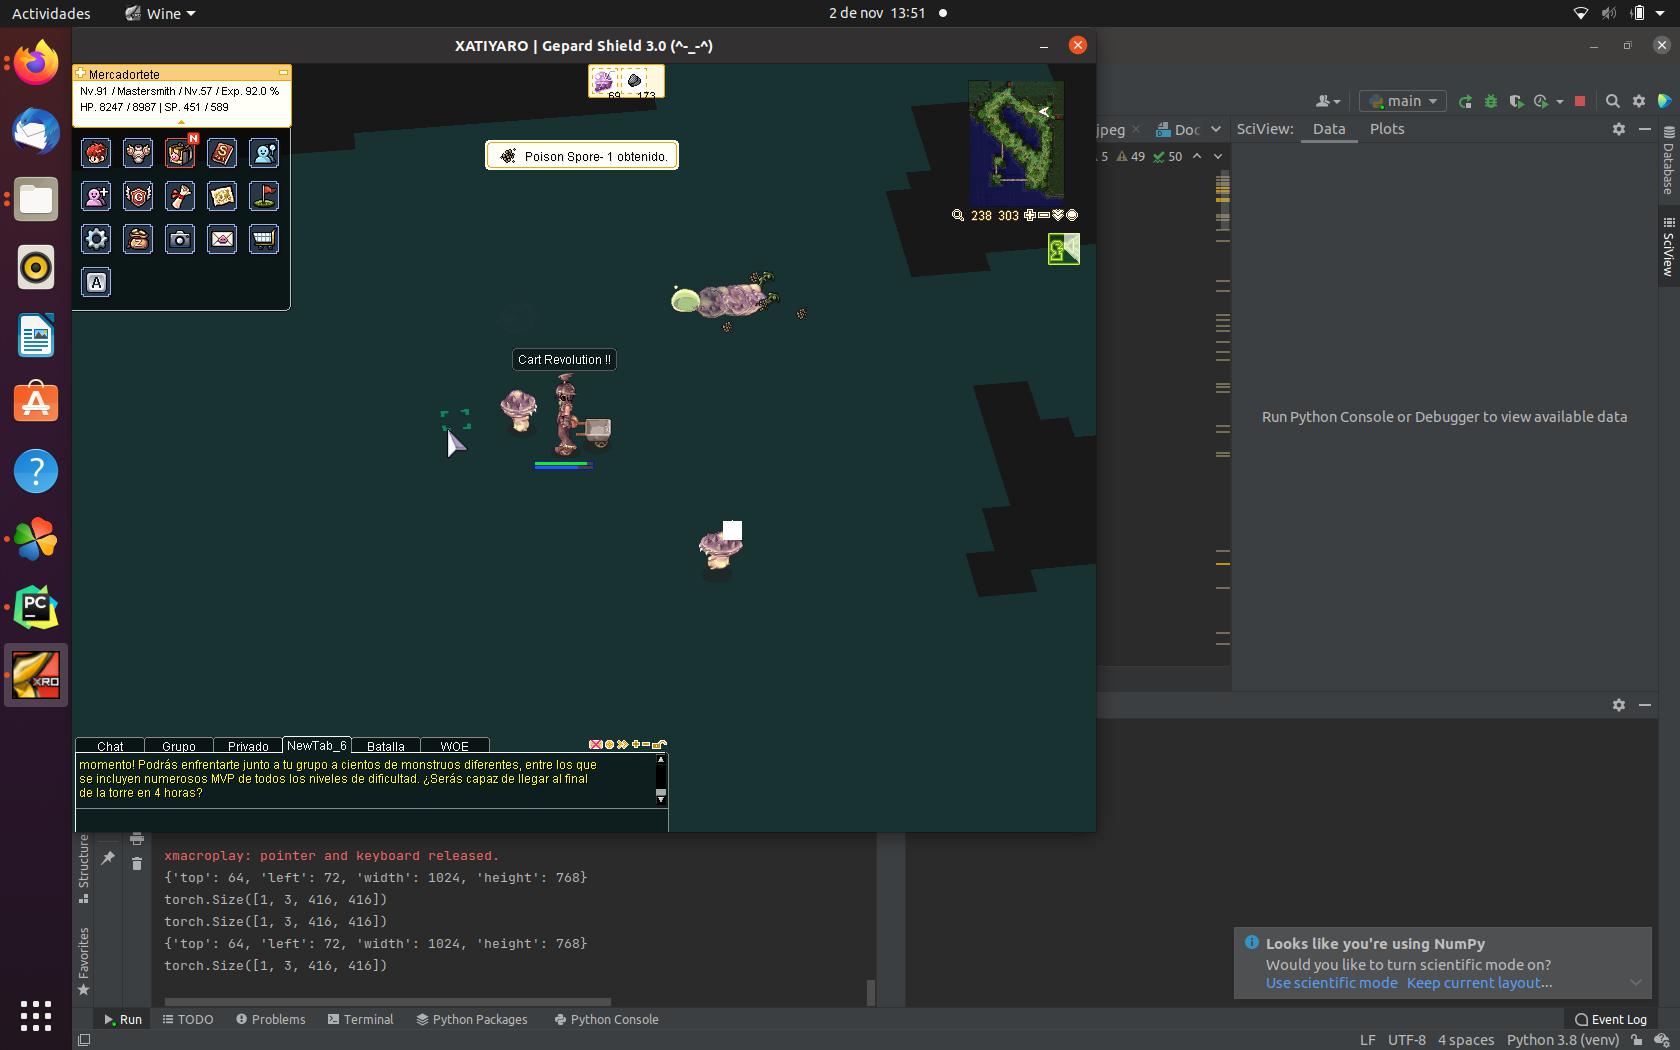 Actividades
Wine
2 de nov 13:51
XATIYARO | Gepard Shield 3.0 (^-_-^)
Mercadortete
Nv.91 / Mastersmith / Nv.57 / Exp. 92.0 %
HP. 8247 / 8987 | SP. 451 / 589
N
S
G
Z
A
69 173
Poison Spore- 1 obtenido.
238 303
Cart Revolution !!
Chat Grupo Privado NewTab_6 Batalla WOE
momento! Podrás enfrentarte junto a tu grupo a cientos de monstruos diferentes, entre los que
se incluyen numerosos MVP de todos los niveles de dificultad. ¿Serás capaz de llegar al final
de la torre en 4 horas?
main
jpeg Doc
5 49 50
SciView: Data Plots
Run Python Console or Debugger to view available data
Database
SciView
PC
XRO
Structure
Favorites
xmacroplay: pointer and keyboard released.
{'top': 64, 'left': 72, 'width': 1024, 'height': 768}
torch.Size([1, 3, 416, 416])
torch.Size([1, 3, 416, 416])
{'top': 64, 'left': 72, 'width': 1024, 'height': 768}
torch.Size([1, 3, 416, 416])
Looks like you're using NumPy
Would you like to turn scientific mode on?
Use scientific mode Keep current layout...
Run TODO Problems Terminal Python Packages Python Console
Event Log
LF UTF-8 4 spaces Python 3.8 (venv)